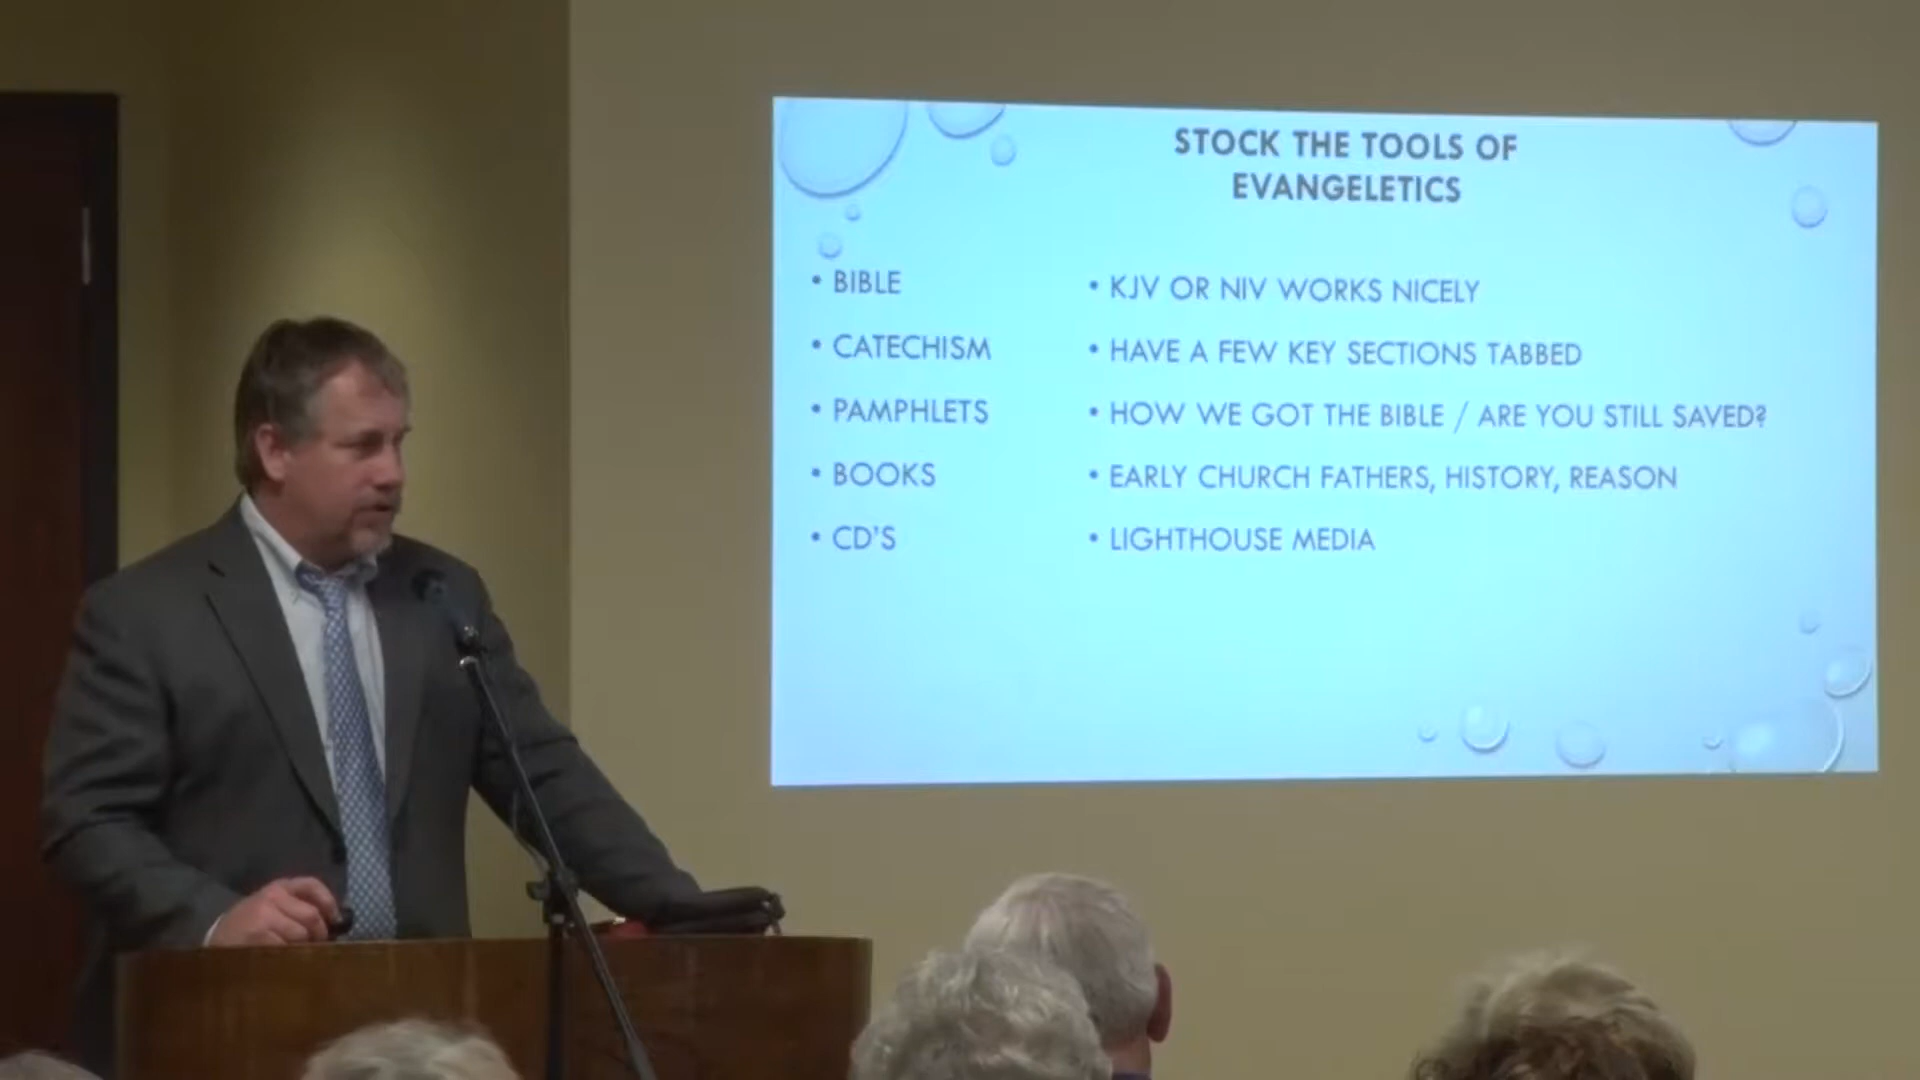 STOCK THE TOOLS OF
EVANGELETICS
• BIBLE
• CATECHISM
• PAMPHLETS
• BOOKS
• CD'S
• KJV OR NIV WORKS NICELY
• HAVE A FEW KEY SECTIONS TABBED
• HOW WE GOT THE BIBLE / ARE YOU STILL SAVED?
• EARLY CHURCH FATHERS, HISTORY, REASON
• LIGHTHOUSE MEDIA